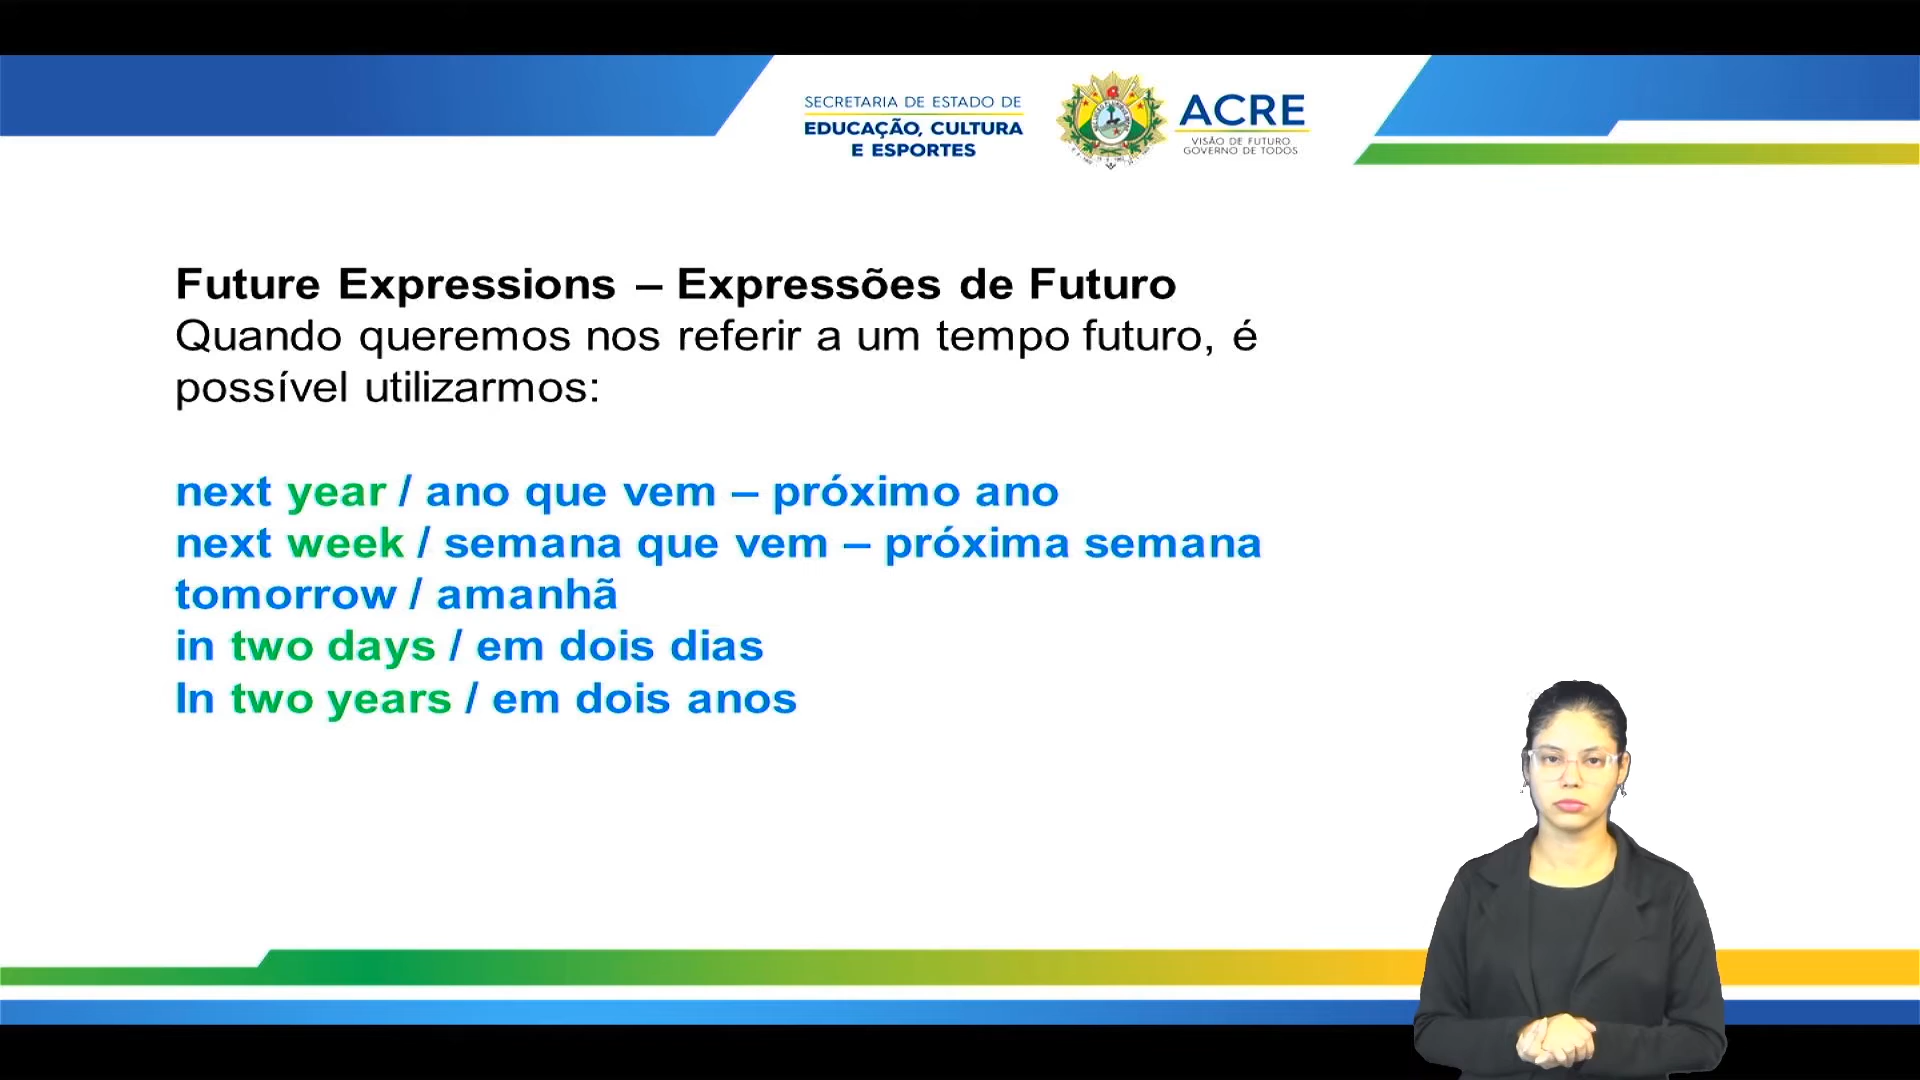 SECRETARIA DE ESTADO DE
EDUCAÇÃO, CULTURA
E ESPORTES
ACRE
VISÃO DE FUTURO
GOVERNO DE TODOS
Future Expressions – Expressões de Futuro
Quando queremos nos referir a um tempo futuro, é
possível utilizarmos:
next year / ano que vem – próximo ano
next week / semana que vem – próxima semana
tomorrow / amanhã
in two days / em dois dias
In two years / em dois anos